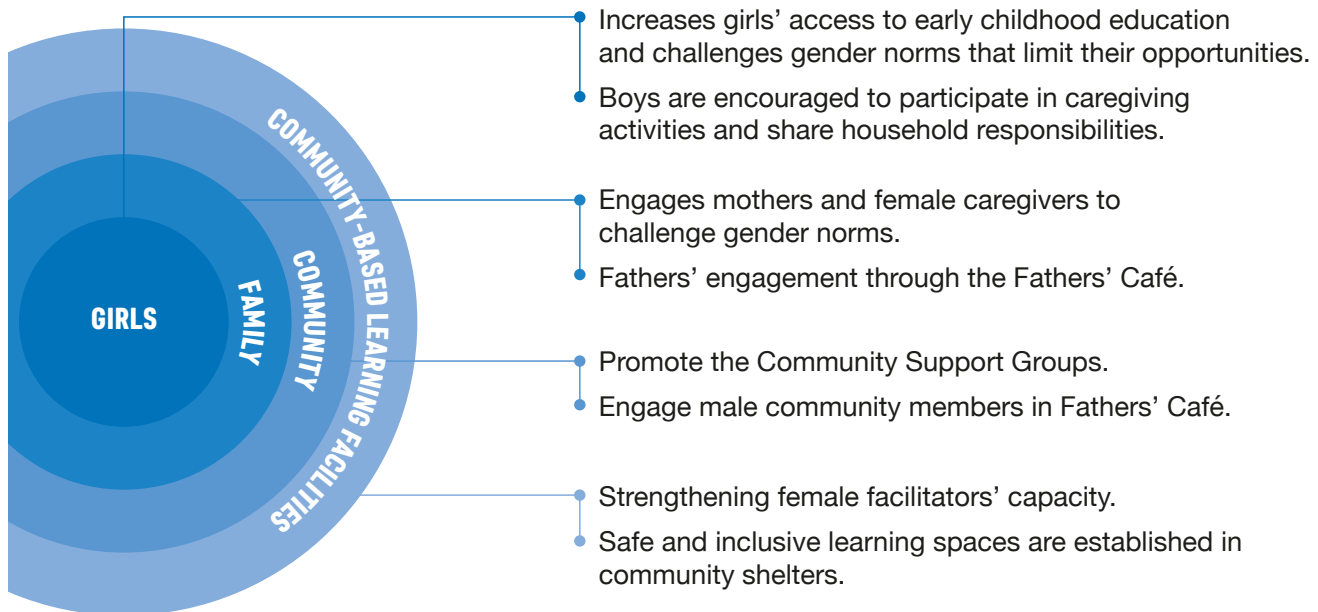 Increases girls’ access to early childhood education
and challenges gender norms that limit their opportunities.
Boys are encouraged to participate in caregiving
activities and share household responsibilities.
Engages mothers and female caregivers to
challenge gender norms.
Fathers’ engagement through the Fathers’ Café.
Promote the Community Support Groups.
Engage male community members in Fathers’ Café.
Strengthening female facilitators’ capacity.
Safe and inclusive learning spaces are established in
community shelters.
GIRLS
FAMILY
COMMUNITY
COMMUNITY-BASED LEARNING FACILITIES